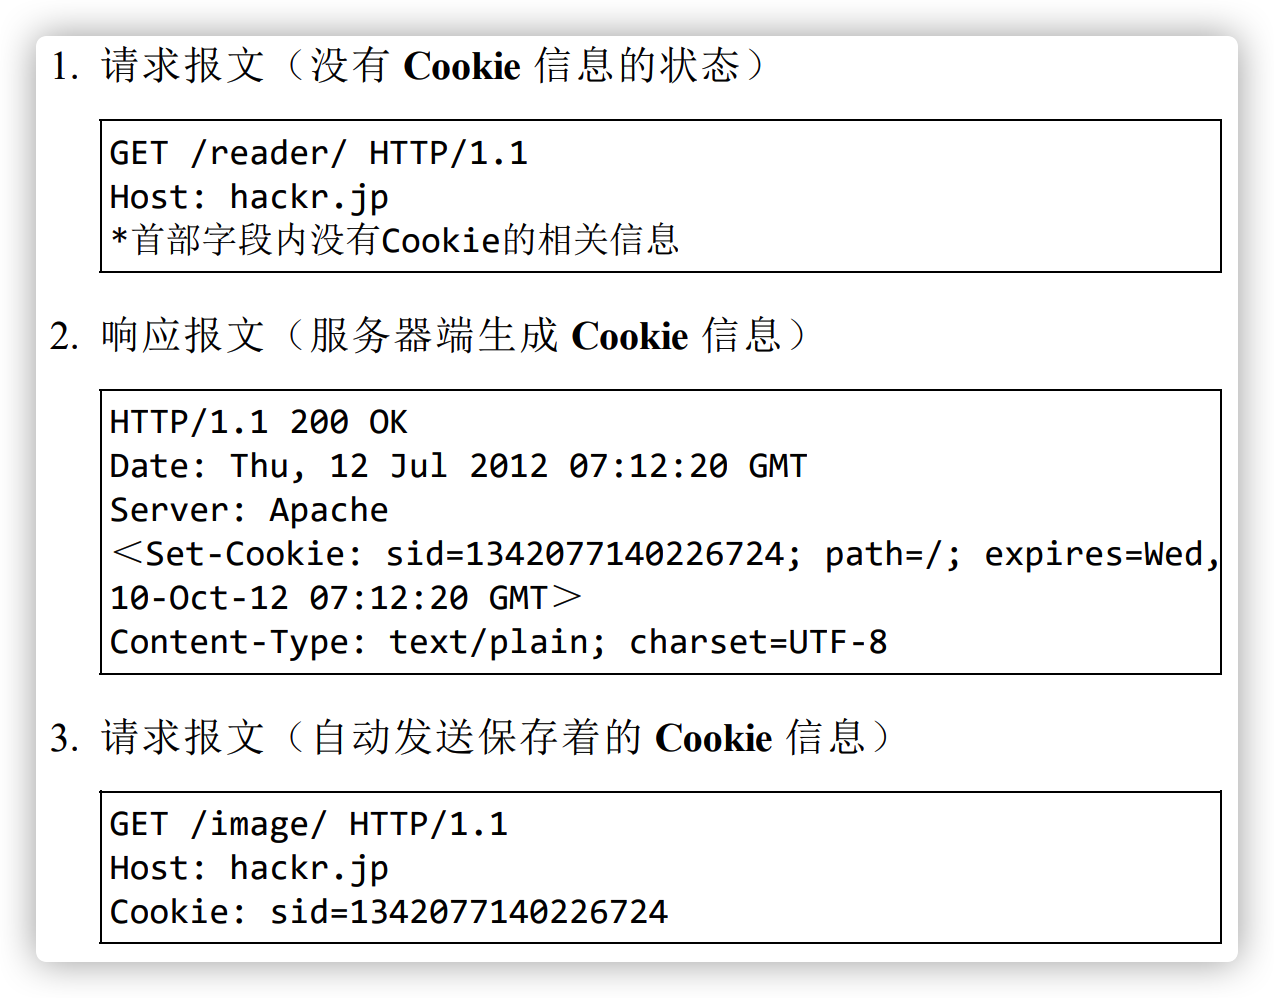 1. 请求报文（没有 Cookie 信息的状态）
GET /reader/ HTTP/1.1
Host: hackr.jp
*首部字段内没有Cookie的相关信息
2. 响应报文（服务器端生成 Cookie 信息）
HTTP/1.1 200 OK
Date: Thu, 12 Jul 2012 07:12:20 GMT
Server: Apache
＜Set-Cookie: sid=1342077140226724; path=/; expires=Wed,
10-Oct-12 07:12:20 GMT＞
Content-Type: text/plain; charset=UTF-8
3. 请求报文（自动发送保存着的 Cookie 信息）
GET /image/ HTTP/1.1
Host: hackr.jp
Cookie: sid=1342077140226724